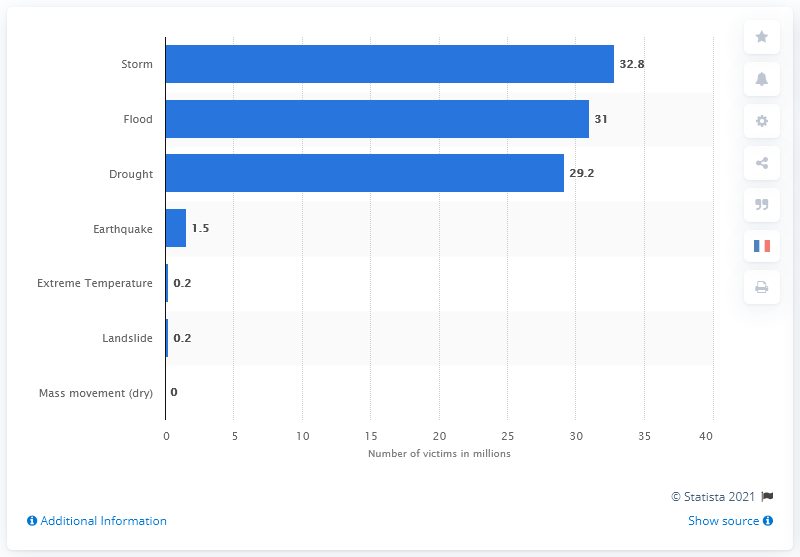 Storm
32.8
Flood
31
Drought
29.2
Earthquake
1.5
Extreme Temperature
0.2
Landslide
0.2
Mass movement (dry)
0
0 5 10 15 20 25 30 35 40
Number of victims in millions
© Statista 2021
Additional Information
Show source